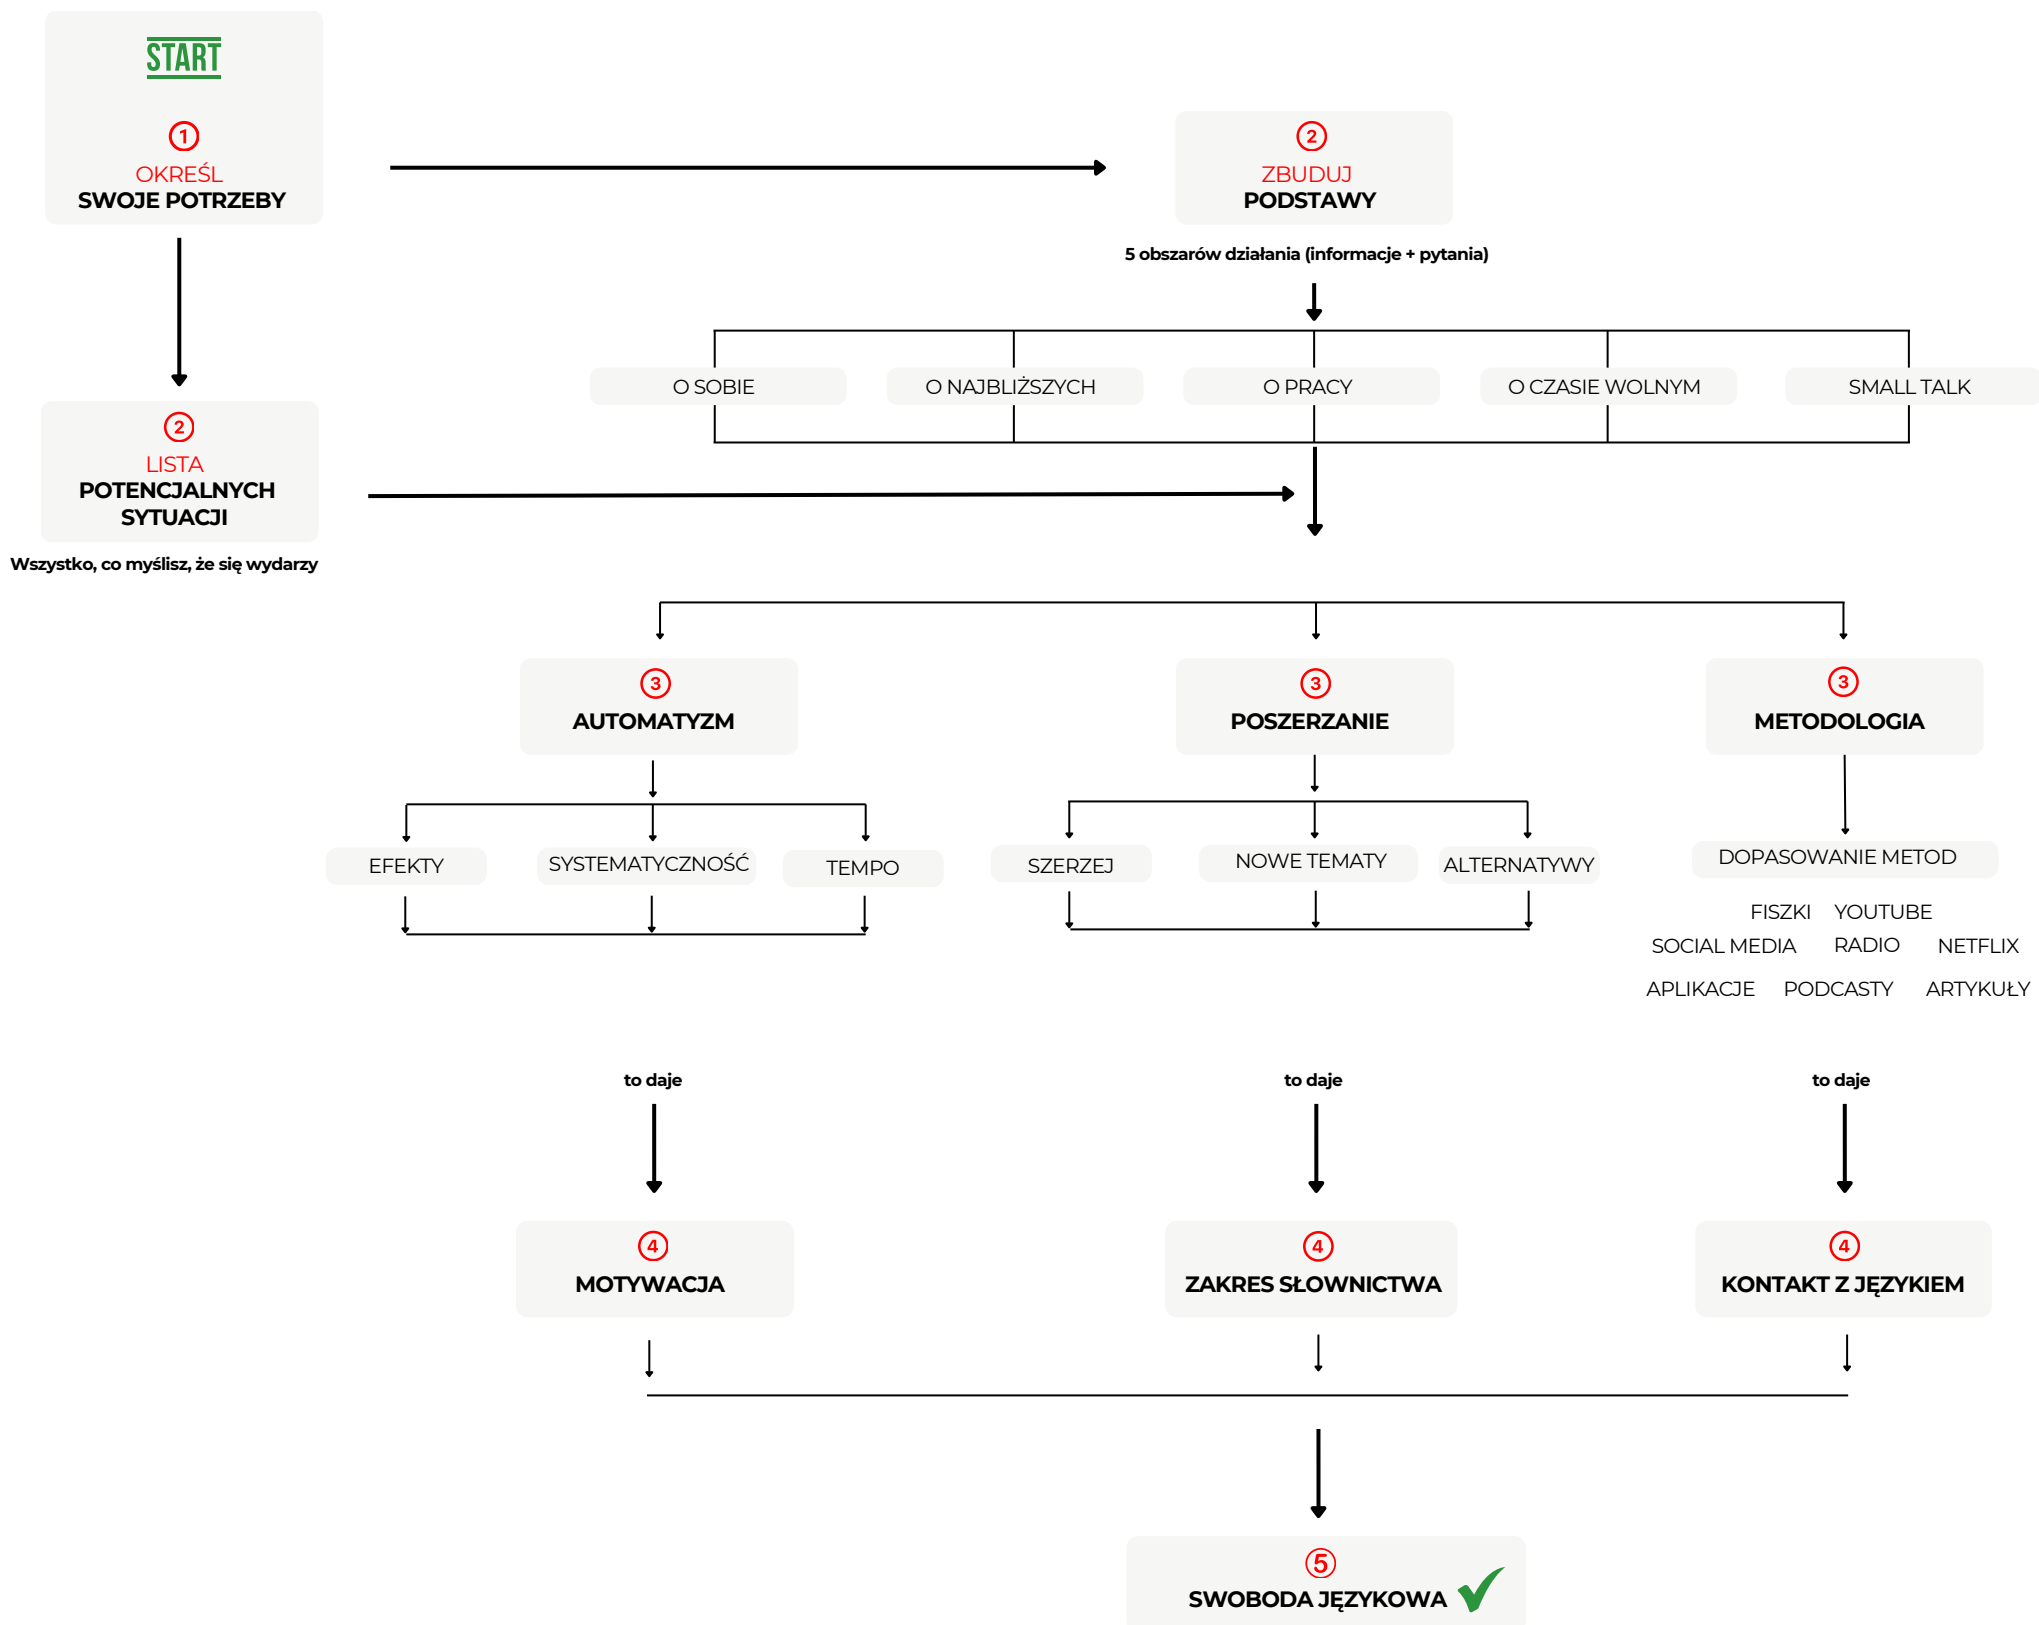 START
1
OKREŚL
SWOJE POTRZEBY
2
ZBUDUJ
PODSTAWY
5 obszarów działania (informacje + pytania)
O SOBIE
O NAJBLIŻSZYCH
O PRACY
O CZASIE WOLNYM
SMALL TALK
2
LISTA
POTENCJALNYCH
SYTUACJI
Wszystko, co myślisz, że się wydarzy
3
AUTOMATYZM
3
POSZERZANIE
3
METODOLOGIA
EFEKTY
SYSTEMATYCZNOŚĆ
TEMPO
SZERZEJ
NOWE TEMATY
ALTERNATYWY
DOPASOWANIE METOD
FISZKI
YOUTUBE
SOCIAL MEDIA
RADIO
NETFLIX
APLIKACJE
PODCASTY
ARTYKUŁY
to daje
to daje
to daje
4
MOTYWACJA
4
ZAKRES SŁOWNICTWA
4
KONTAKT Z JĘZYKIEM
5
SWOBODA JĘZYKOWA